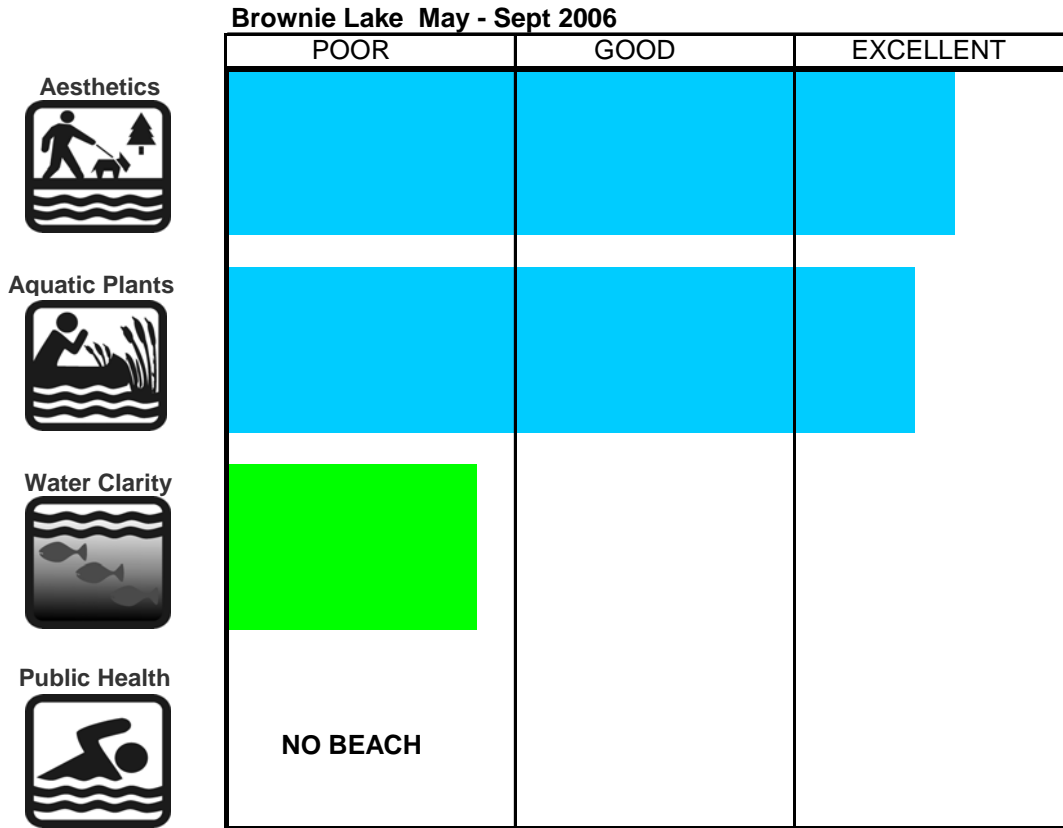 Brownie Lake  May - Sept 2006
POOR GOOD EXCELLENT
Aesthetics
Aquatic Plants
Water Clarity
Public Health
NO BEACH